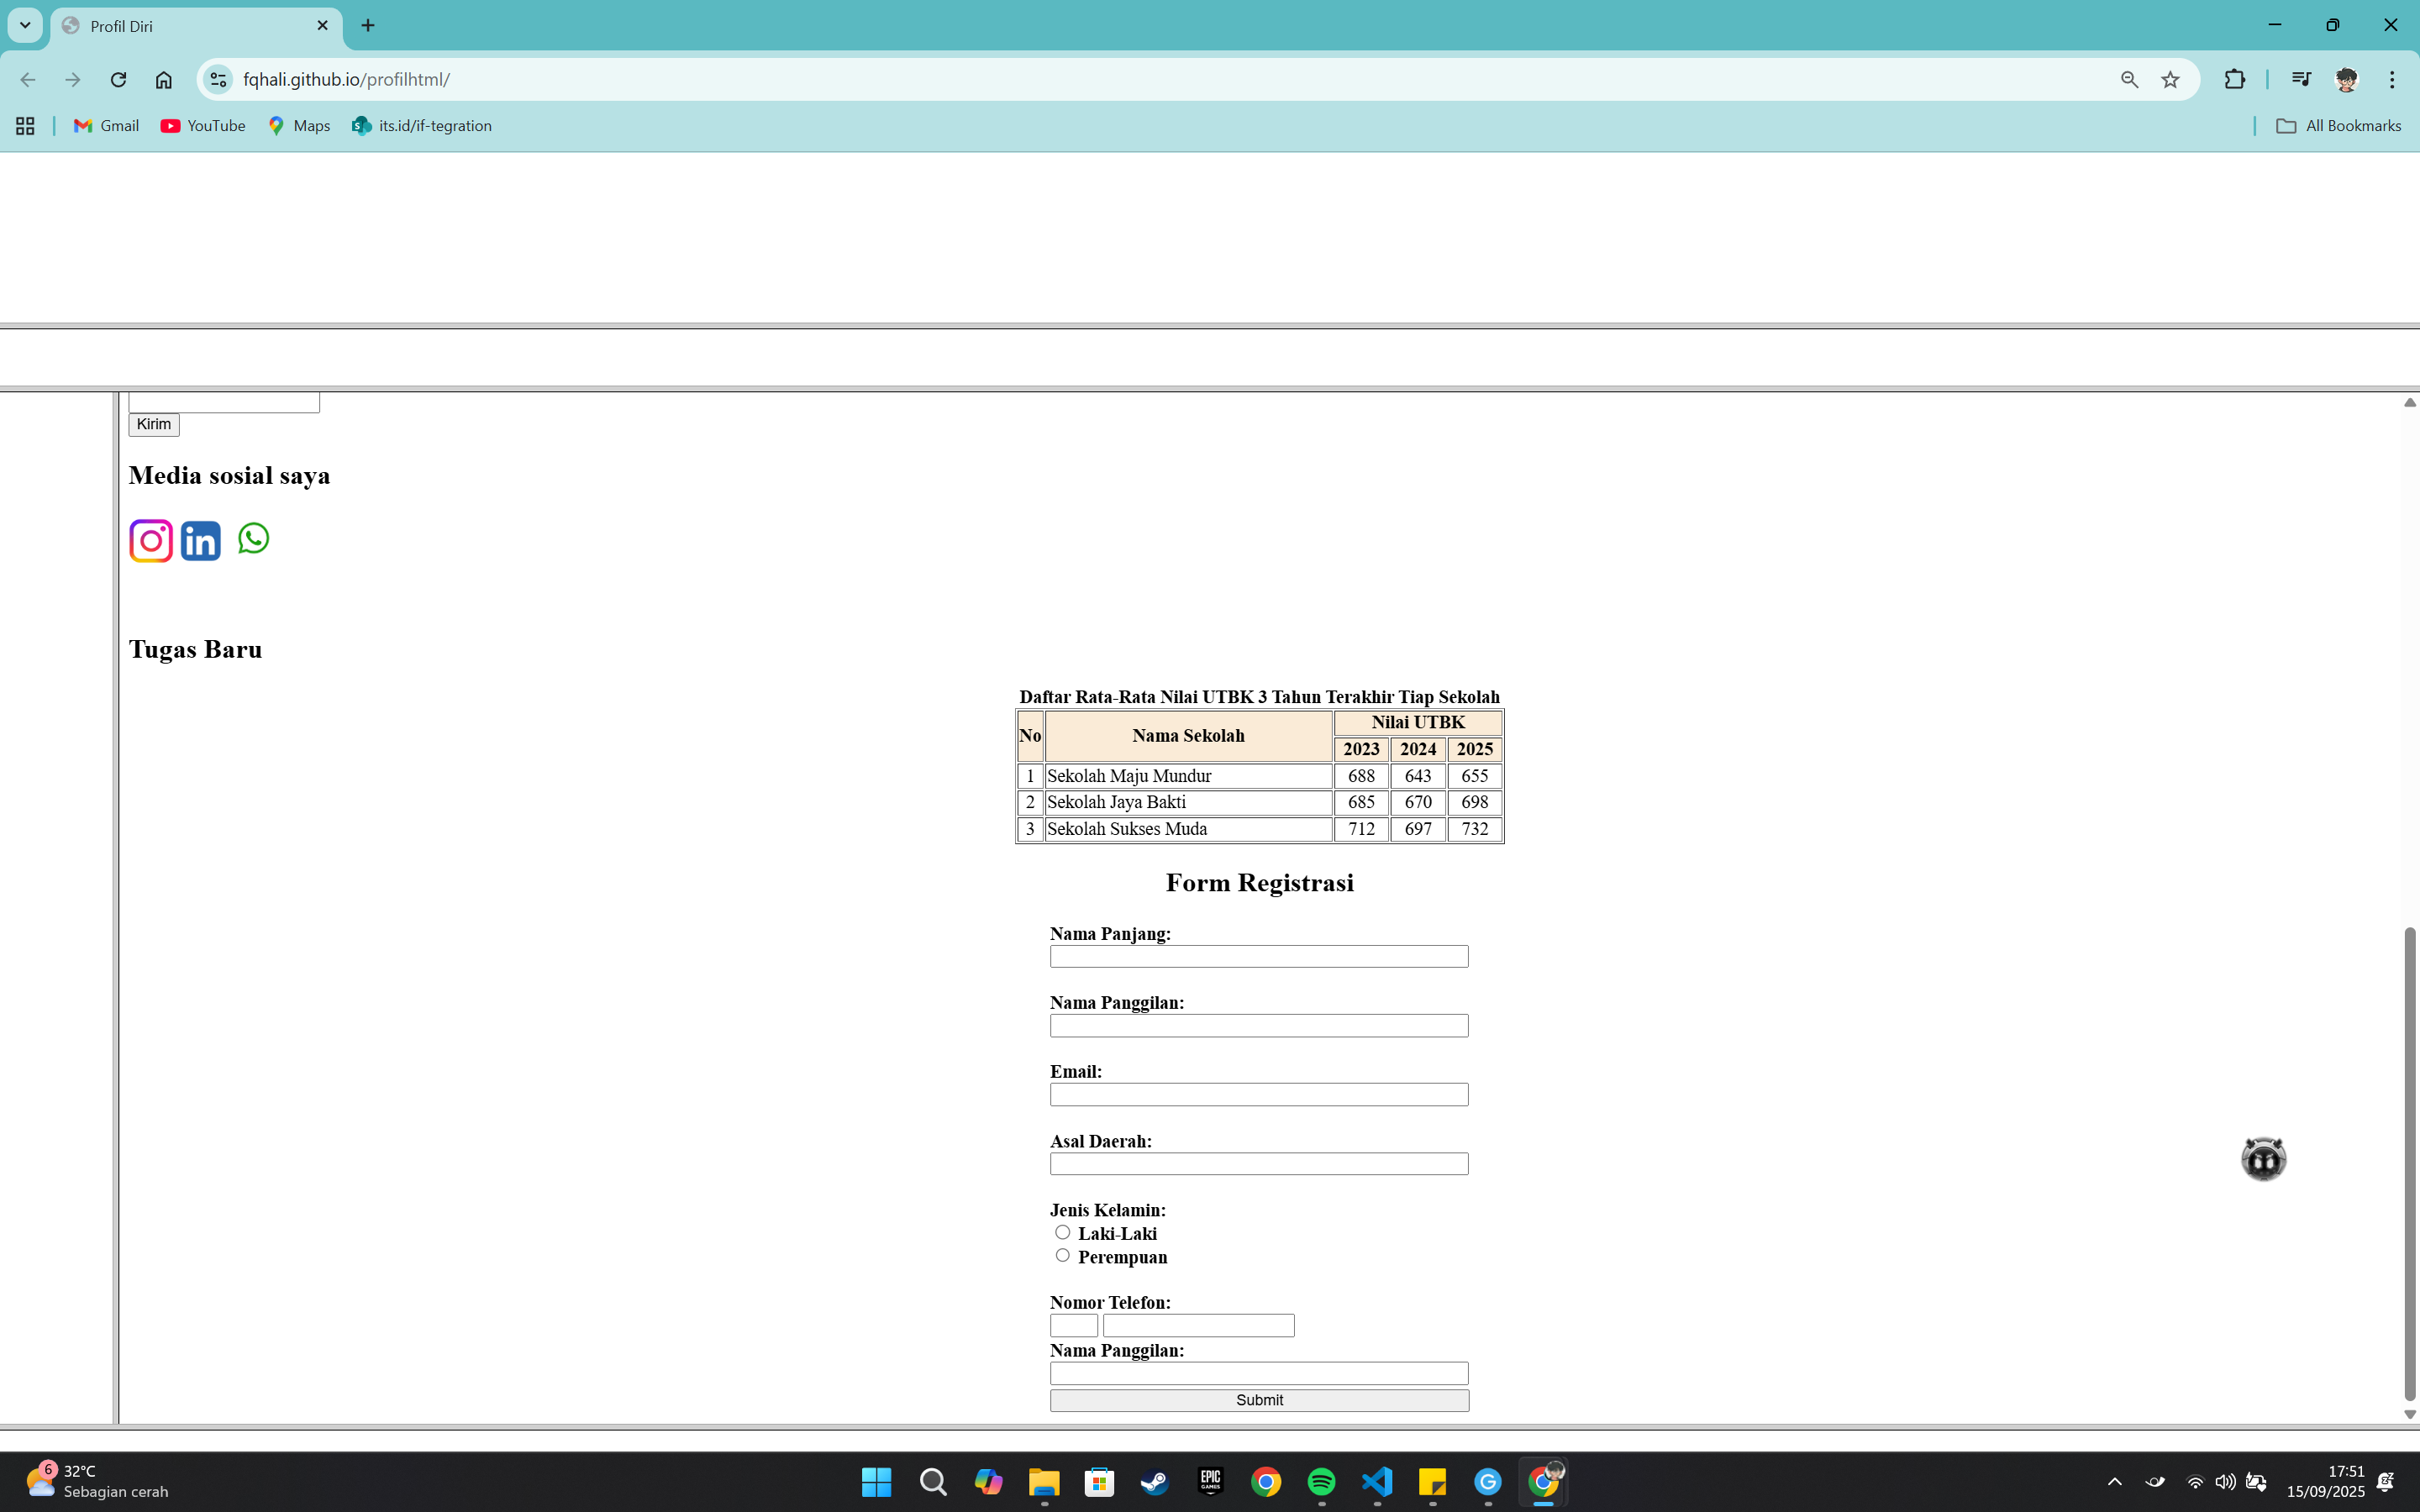 Profil Diri
fqhali.github.io/profilhtml/
Gmail YouTube Maps its.id/if-tegration All Bookmarks
Kirim
Media sosial saya
in
Tugas Baru
Daftar Rata-Rata Nilai UTBK 3 Tahun Terakhir Tiap Sekolah
No Nama Sekolah Nilai UTBK
2023 2024 2025
1 Sekolah Maju Mundur 688 643 655
2 Sekolah Jaya Bakti 685 670 698
3 Sekolah Sukses Muda 712 697 732
Form Registrasi
Nama Panjang:
Nama Panggilan:
Email:
Asal Daerah:
Jenis Kelamin:
Laki-Laki
Perempuan
Nomor Telefon:
Nama Panggilan:
Submit
6 32°C
Sebagian cerah
EPIC
GAMES
G
17:51
15/09/2025